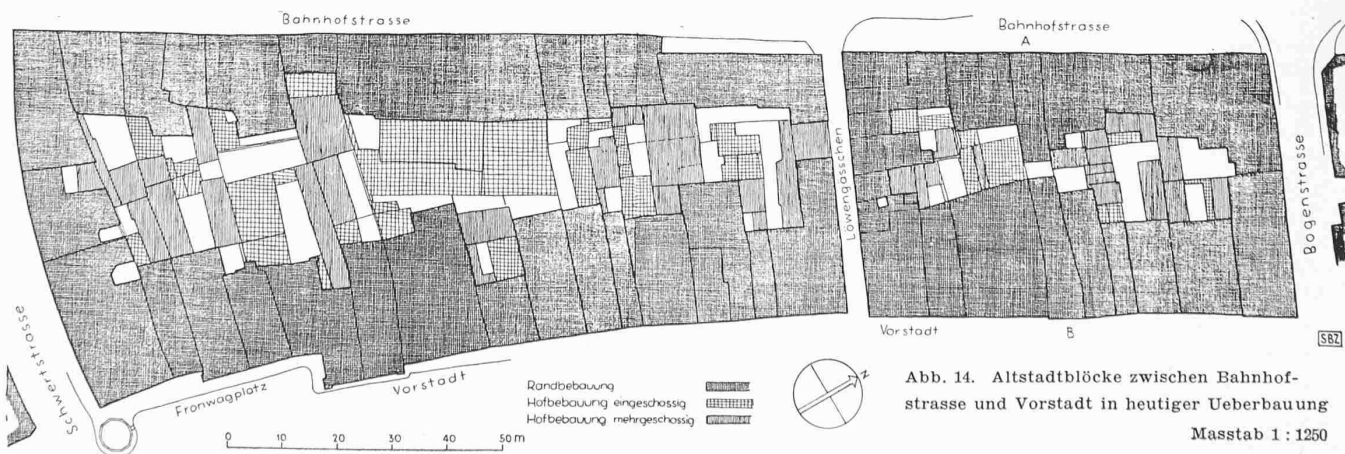 Bahnhofstrasse
Bahnhofstrasse
A
Löwengässchen
Bogenstrasse
Schwertstrasse
Fronwagplatz
Vorstadt
Vorstadt
B
SBZ
Randbebauung
Hofbebauung eingeschossig
Hofbebauung mehrgeschossig
N
0 10 20 30 40 50 m
Abb. 14. Altstadtblöcke zwischen Bahnhof-
strasse und Vorstadt in heutiger Ueberbauung
Masstab 1 : 1250